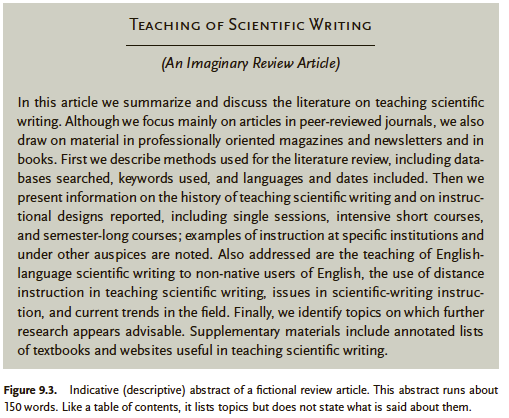 TEACHING OF SCIENTIFIC WRITING
(An Imaginary Review Article)
In this article we summarize and discuss the literature on teaching scientific
writing. Although we focus mainly on articles in peer-reviewed journals, we also
draw on material in professionally oriented magazines and newsletters and in
books. First we describe methods used for the literature review, including data-
bases searched, keywords used, and languages and dates included. Then we
present information on the history of teaching scientific writing and on instruc-
tional designs reported, including single sessions, intensive short courses,
and semester-long courses; examples of instruction at specific institutions and
under other auspices are noted. Also addressed are the teaching of English-
language scientific writing to non-native users of English, the use of distance
instruction in teaching scientific writing, issues in scientific-writing instruc-
tion, and current trends in the field. Finally, we identify topics on which further
research appears advisable. Supplementary materials include annotated lists
of textbooks and websites useful in teaching scientific writing.
Figure 9.3. Indicative (descriptive) abstract of a fictional review article. This abstract runs about
150 words. Like a table of contents, it lists topics but does not state what is said about them.